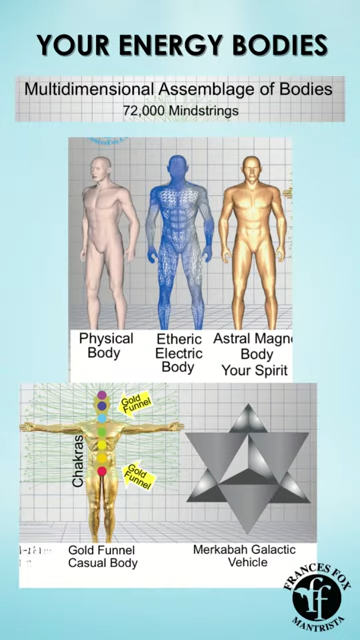 YOUR ENERGY BODIES
Multidimensional Assemblage of Bodies
72,000 Mindstrings
Physical
Body
Etheric
Electric
Body
Astral Magn
Body
Your Spirit
Gold
Funnel
Chakras
Gold
Funnel
Gold Funnel
Casual Body
Merkabah Galactic
Vehicle
FRANCES FOX
ff
MANTRISTA